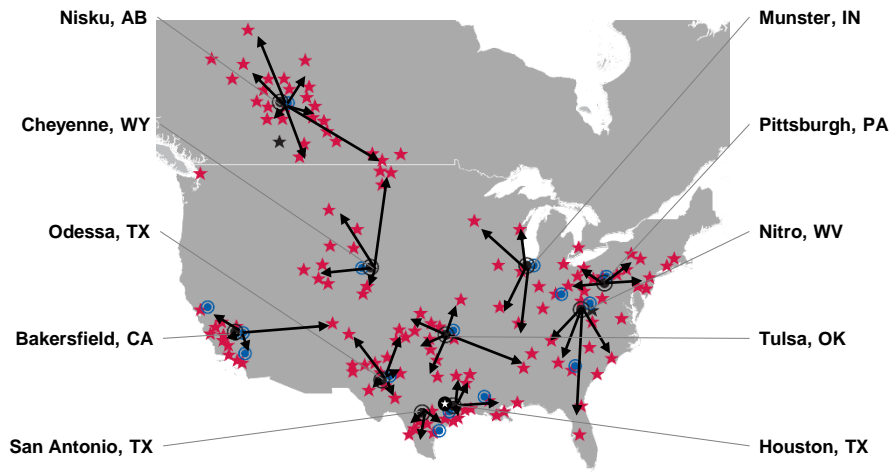 Nisku, AB
Munster, IN
Cheyenne, WY
Pittsburgh, PA
Odessa, TX
Nitro, WV
Bakersfield, CA
Tulsa, OK
San Antonio, TX
Houston, TX